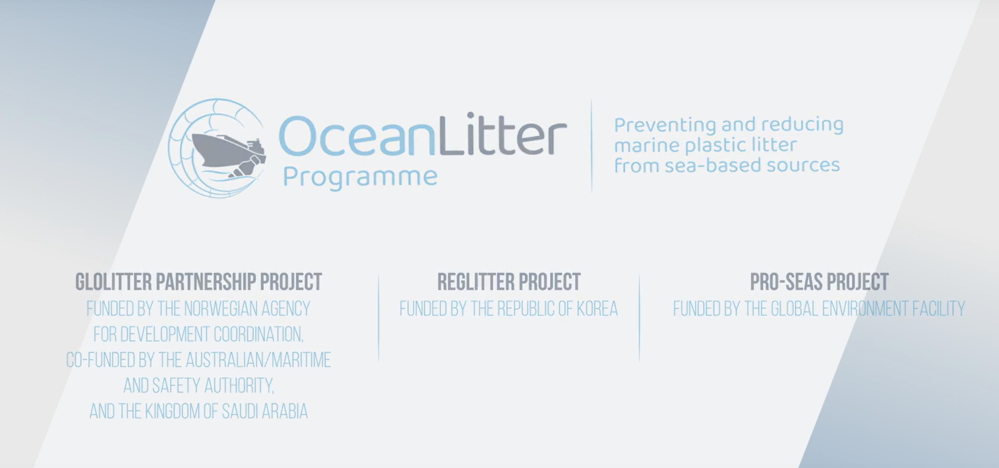 OceanLitter
Programme
Preventing and reducing
marine plastic litter
from sea-based sources
GLOLITTER PARTNERSHIP PROJECT
FUNDED BY THE NORWEGIAN AGENCY
FOR DEVELOPMENT COORDINATION,
CO-FUNDED BY THE AUSTRALIAN/MARITIME
AND SAFETY AUTHORITY,
AND THE KINGDOM OF SAUDI ARABIA
REGLITTER PROJECT
FUNDED BY THE REPUBLIC OF KOREA
PRO-SEAS PROJECT
FUNDED BY THE GLOBAL ENVIRONMENT FACILITY